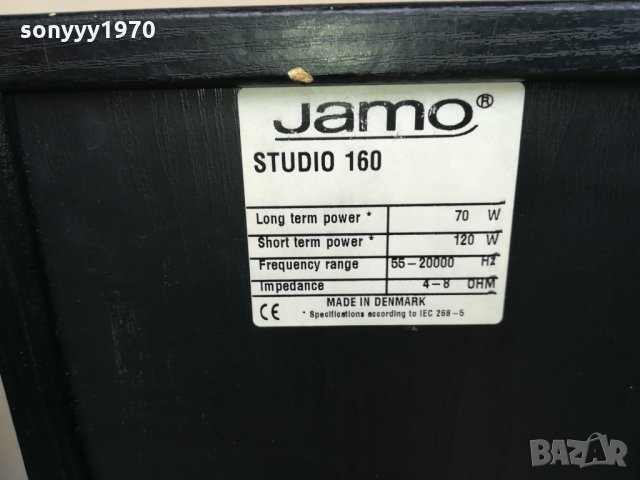 sonyyy1970
Jamo®
STUDIO 160
Long term power * 70 W
Short term power * 120 W
Frequency range 55-20000 Hz
Impedance 4-8 OHM
MADE IN DENMARK
CE * Specifications according to IEC 268-5
BAZAR